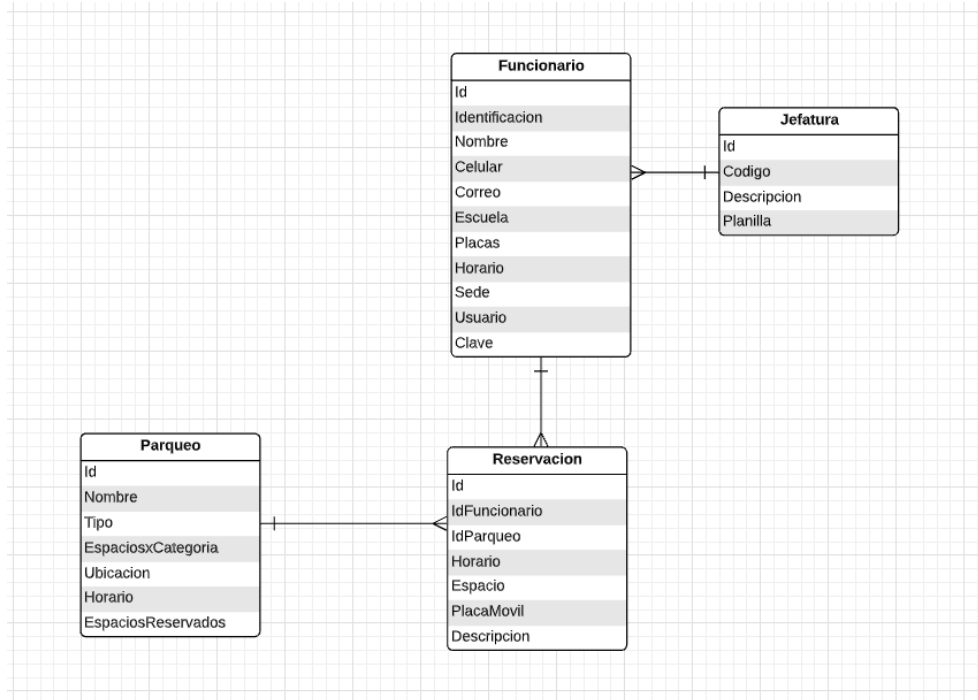 Funcionario
Id
Identificacion
Nombre
Celular
Correo
Escuela
Placas
Horario
Sede
Usuario
Clave
Jefatura
Id
Codigo
Descripcion
Planilla
Parqueo
Id
Nombre
Tipo
EspaciosxCategoria
Ubicacion
Horario
EspaciosReservados
Reservacion
Id
IdFuncionario
IdParqueo
Horario
Espacio
PlacaMovil
Descripcion